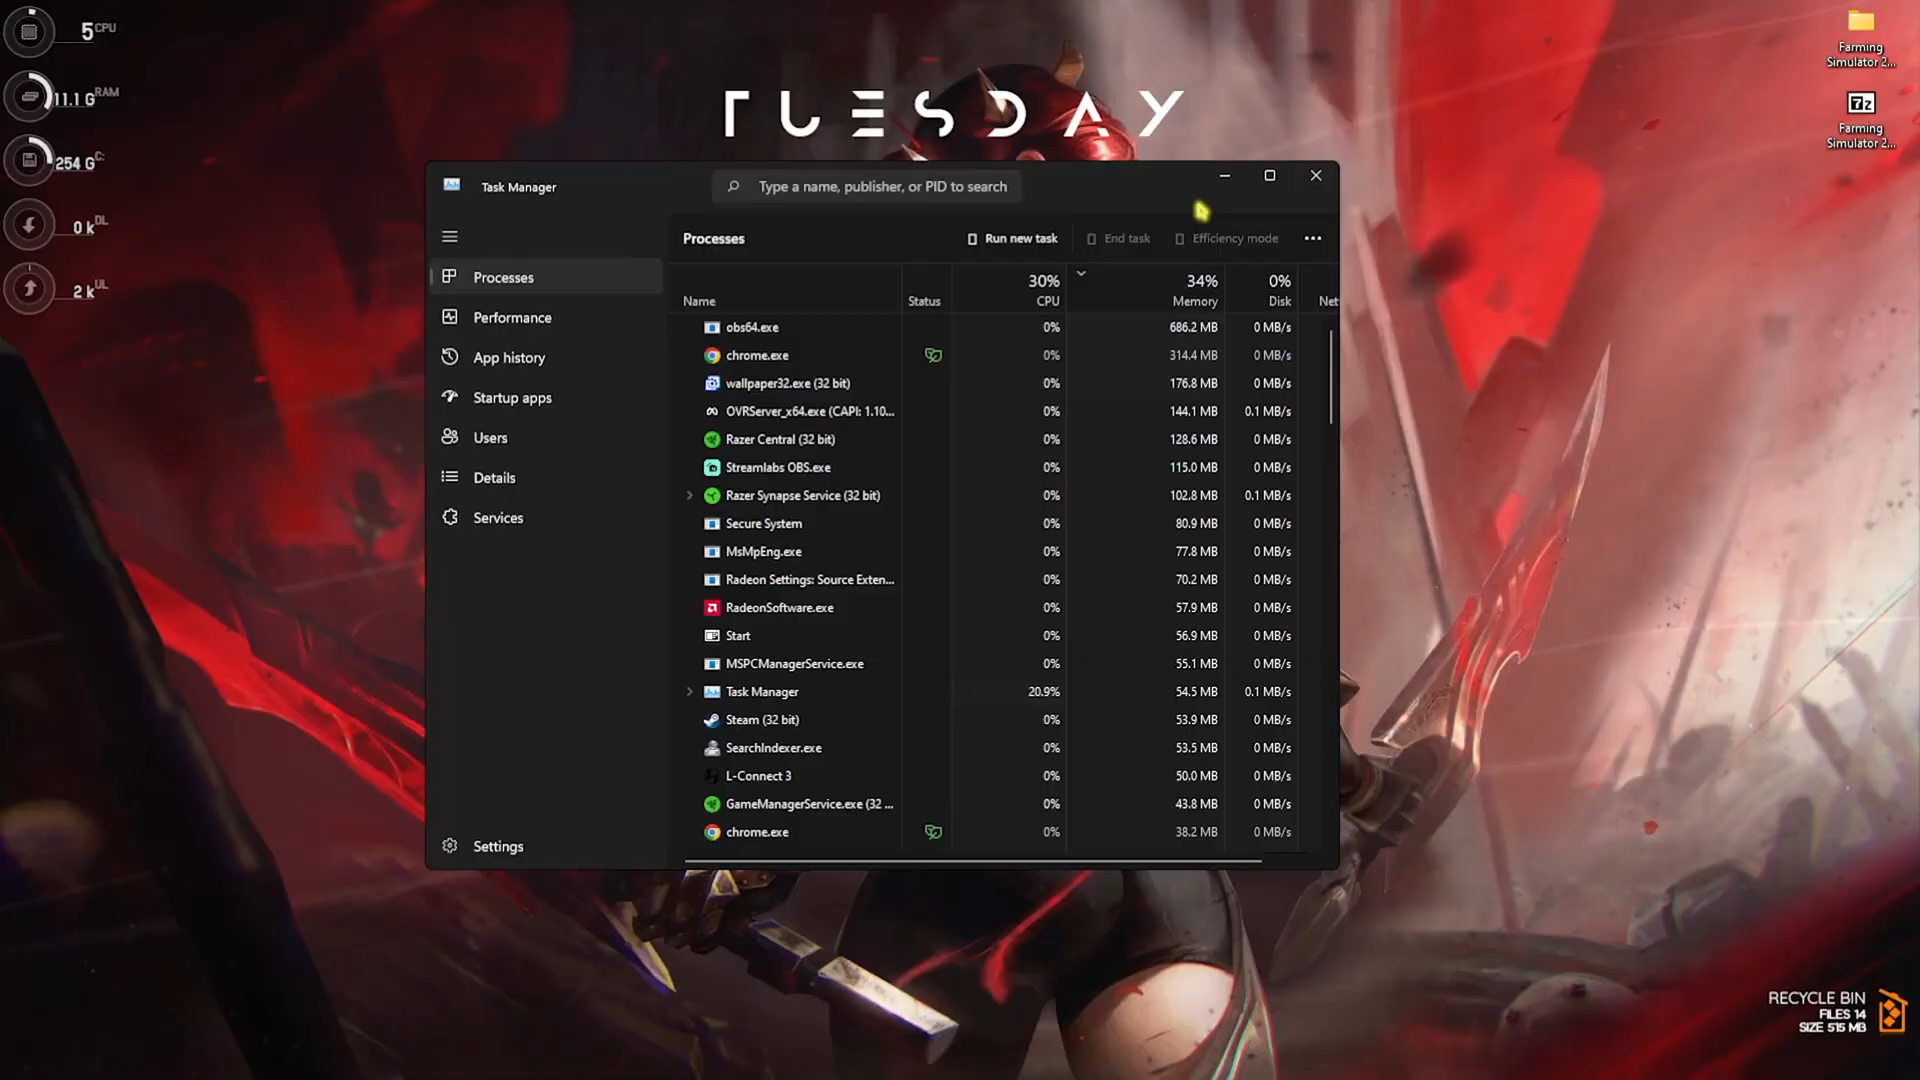 5 CPU
11.1 G RAM
254 G C:
0 k DL
2 k UL
TUESDAY
Farming
Simulator 2...
7z
Farming
Simulator 2...
Task Manager
Type a name, publisher, or PID to search
Processes
Run new task
End task
Efficiency mode
Processes
Performance
App history
Startup apps
Users
Details
Services
Settings
30% 34% 0%
Name Status CPU Memory Disk Net
obs64.exe 0% 686.2 MB 0 MB/s
chrome.exe 0% 314.4 MB 0 MB/s
wallpaper32.exe (32 bit) 0% 176.8 MB 0 MB/s
OVRServer_x64.exe (CAPI: 1.10... 0% 144.1 MB 0.1 MB/s
Razer Central (32 bit) 0% 128.6 MB 0 MB/s
Streamlabs OBS.exe 0% 115.0 MB 0 MB/s
Razer Synapse Service (32 bit) 0% 102.8 MB 0.1 MB/s
Secure System 0% 80.9 MB 0 MB/s
MsMpEng.exe 0% 77.8 MB 0 MB/s
Radeon Settings: Source Exten... 0% 70.2 MB 0 MB/s
RadeonSoftware.exe 0% 57.9 MB 0 MB/s
Start 0% 56.9 MB 0 MB/s
MSPCManagerService.exe 0% 55.1 MB 0 MB/s
Task Manager 20.9% 54.5 MB 0.1 MB/s
Steam (32 bit) 0% 53.9 MB 0 MB/s
SearchIndexer.exe 0% 53.5 MB 0 MB/s
L-Connect 3 0% 50.0 MB 0 MB/s
GameManagerService.exe (32 ... 0% 43.8 MB 0 MB/s
chrome.exe 0% 38.2 MB 0 MB/s
RECYCLE BIN
FILES 14
SIZE 515 MB